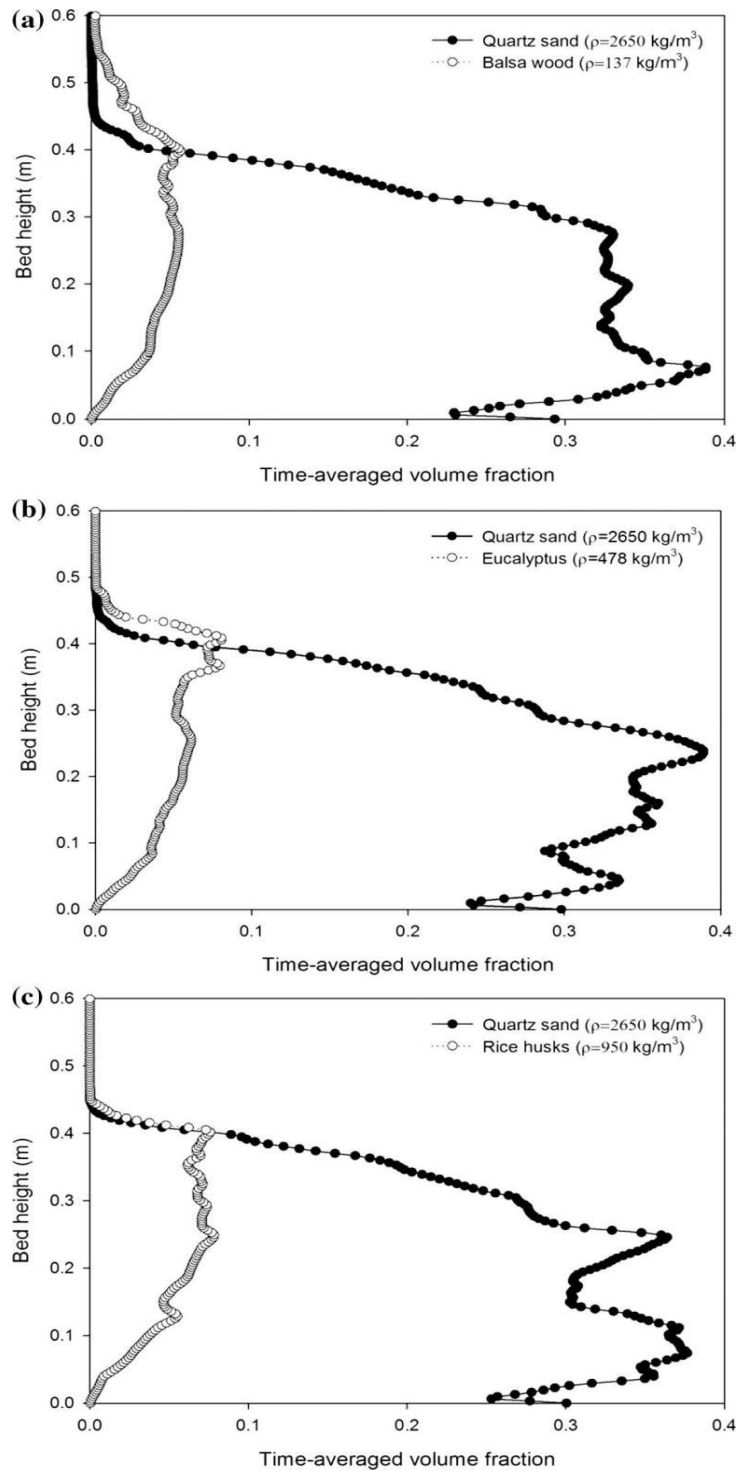 (a)
0.6
0.5
0.4
0.3
0.2
0.1
0.0
Bed height (m)
Quartz sand (ρ=2650 kg/m³)
Balsa wood (ρ=137 kg/m³)
0.0 0.1 0.2 0.3 0.4
Time-averaged volume fraction
(b)
0.6
0.5
0.4
0.3
0.2
0.1
0.0
Bed height (m)
Quartz sand (ρ=2650 kg/m³)
Eucalyptus (ρ=478 kg/m³)
0.0 0.1 0.2 0.3 0.4
Time-averaged volume fraction
(c)
0.6
0.5
0.4
0.3
0.2
0.1
0.0
Bed height (m)
Quartz sand (ρ=2650 kg/m³)
Rice husks (ρ=950 kg/m³)
0.0 0.1 0.2 0.3 0.4
Time-averaged volume fraction